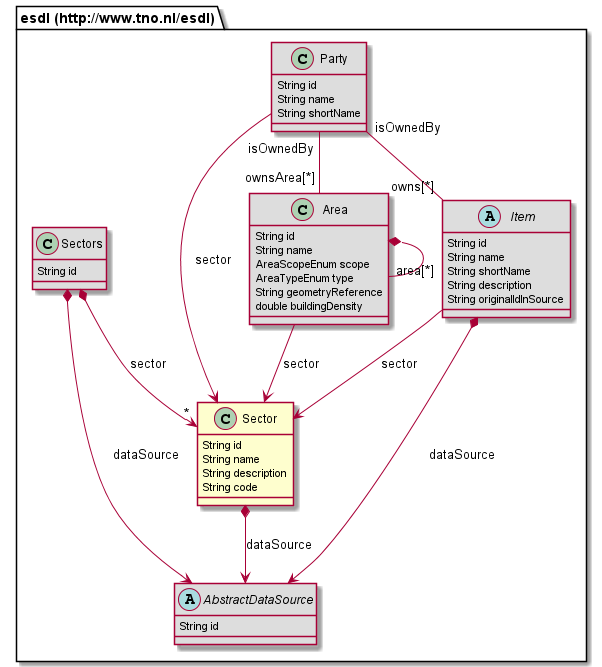 esdl (http://www.tno.nl/esdl)
C Party
String id
String name
String shortName
isOwnedBy
isOwnedBy
ownsArea[*]
owns[*]
C Area
String id
String name
AreaScopeEnum scope
AreaTypeEnum type
String geometryReference
double buildingDensity
area[*]
A Item
String id
String name
String shortName
String description
String originalIdInSource
C Sectors
String id
sector
sector
sector
sector
*
C Sector
String id
String name
String description
String code
dataSource
dataSource
dataSource
A AbstractDataSource
String id